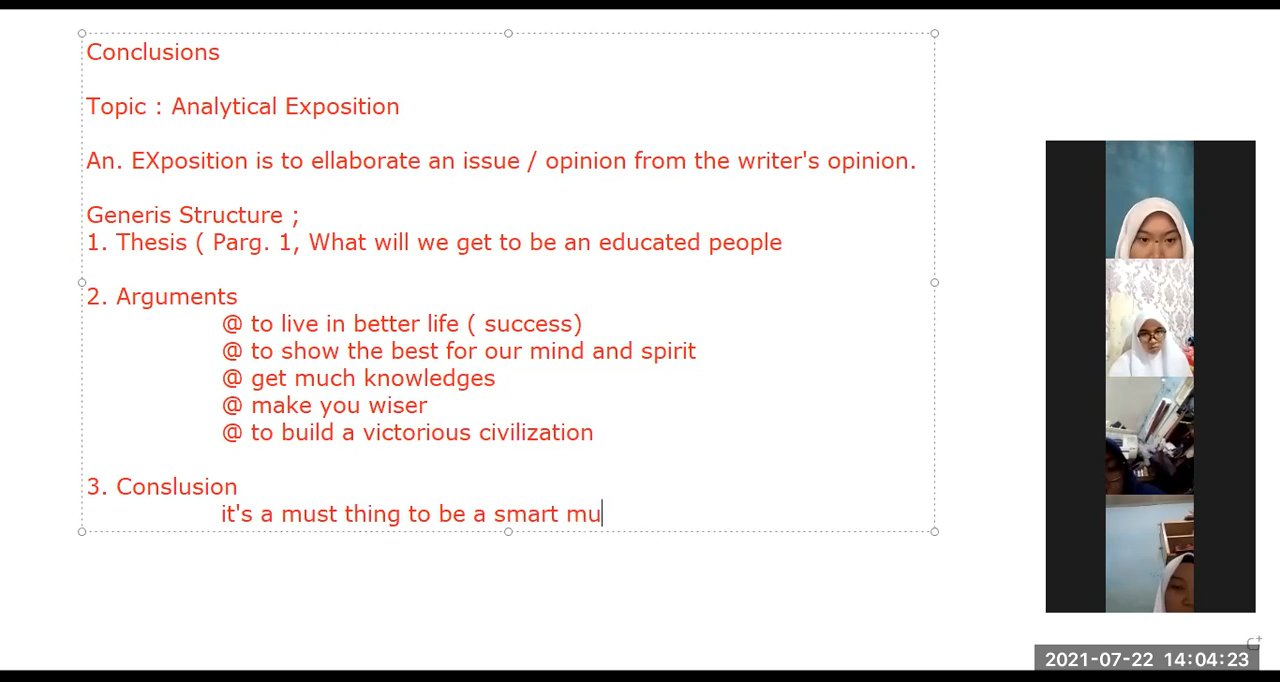 Conclusions
Topic : Analytical Exposition
An. EXposition is to ellaborate an issue / opinion from the writer's opinion.
Generis Structure ;
1. Thesis ( Parg. 1, What will we get to be an educated people
2. Arguments
@ to live in better life ( success)
@ to show the best for our mind and spirit
@ get much knowledges
@ make you wiser
@ to build a victorious civilization
3. Conslusion
it's a must thing to be a smart mu
2021-07-22 14:04:23